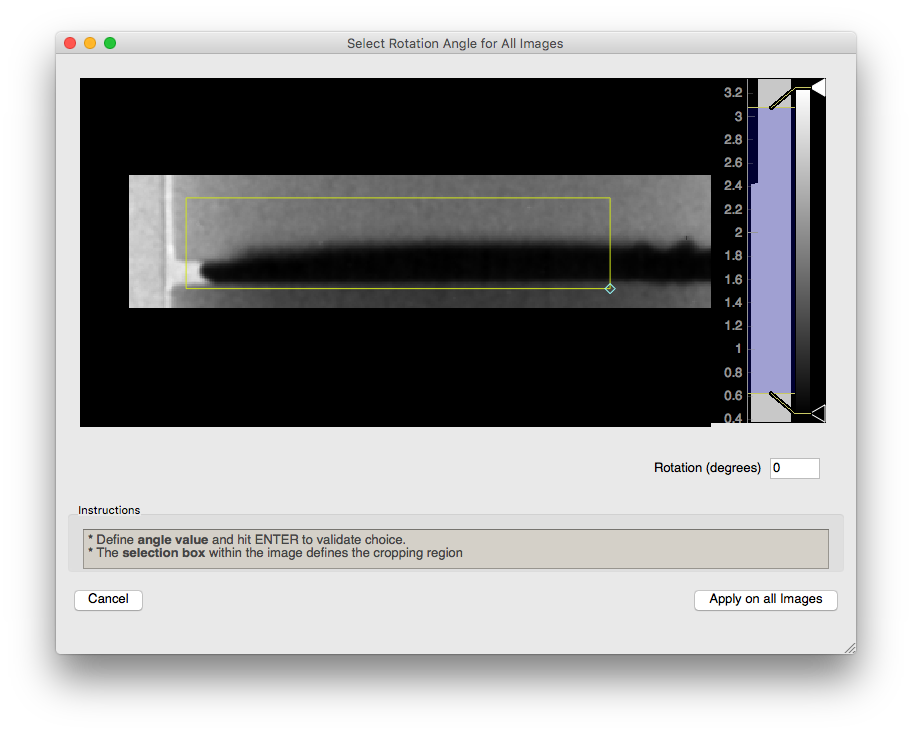 Select Rotation Angle for All Images
3.2
3
2.8
2.6
2.4
2.2
2
1.8
1.6
1.4
1.2
1
0.8
0.6
0.4
Rotation (degrees) 0
Instructions
* Define angle value and hit ENTER to validate choice.
* The selection box within the image defines the cropping region
Cancel Apply on all Images